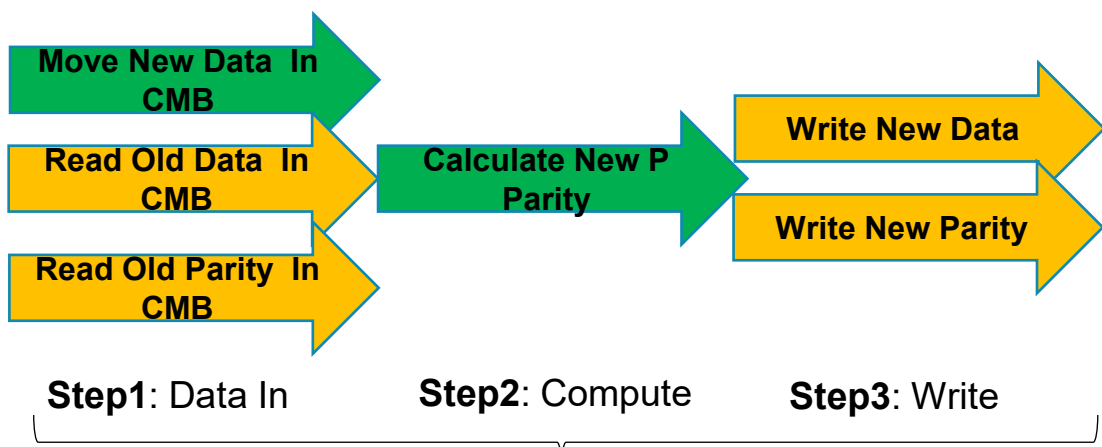 Move New Data In
CMB
Read Old Data In
CMB
Read Old Parity In
CMB
Calculate New P
Parity
Write New Data
Write New Parity
Step1: Data In
Step2: Compute
Step3: Write